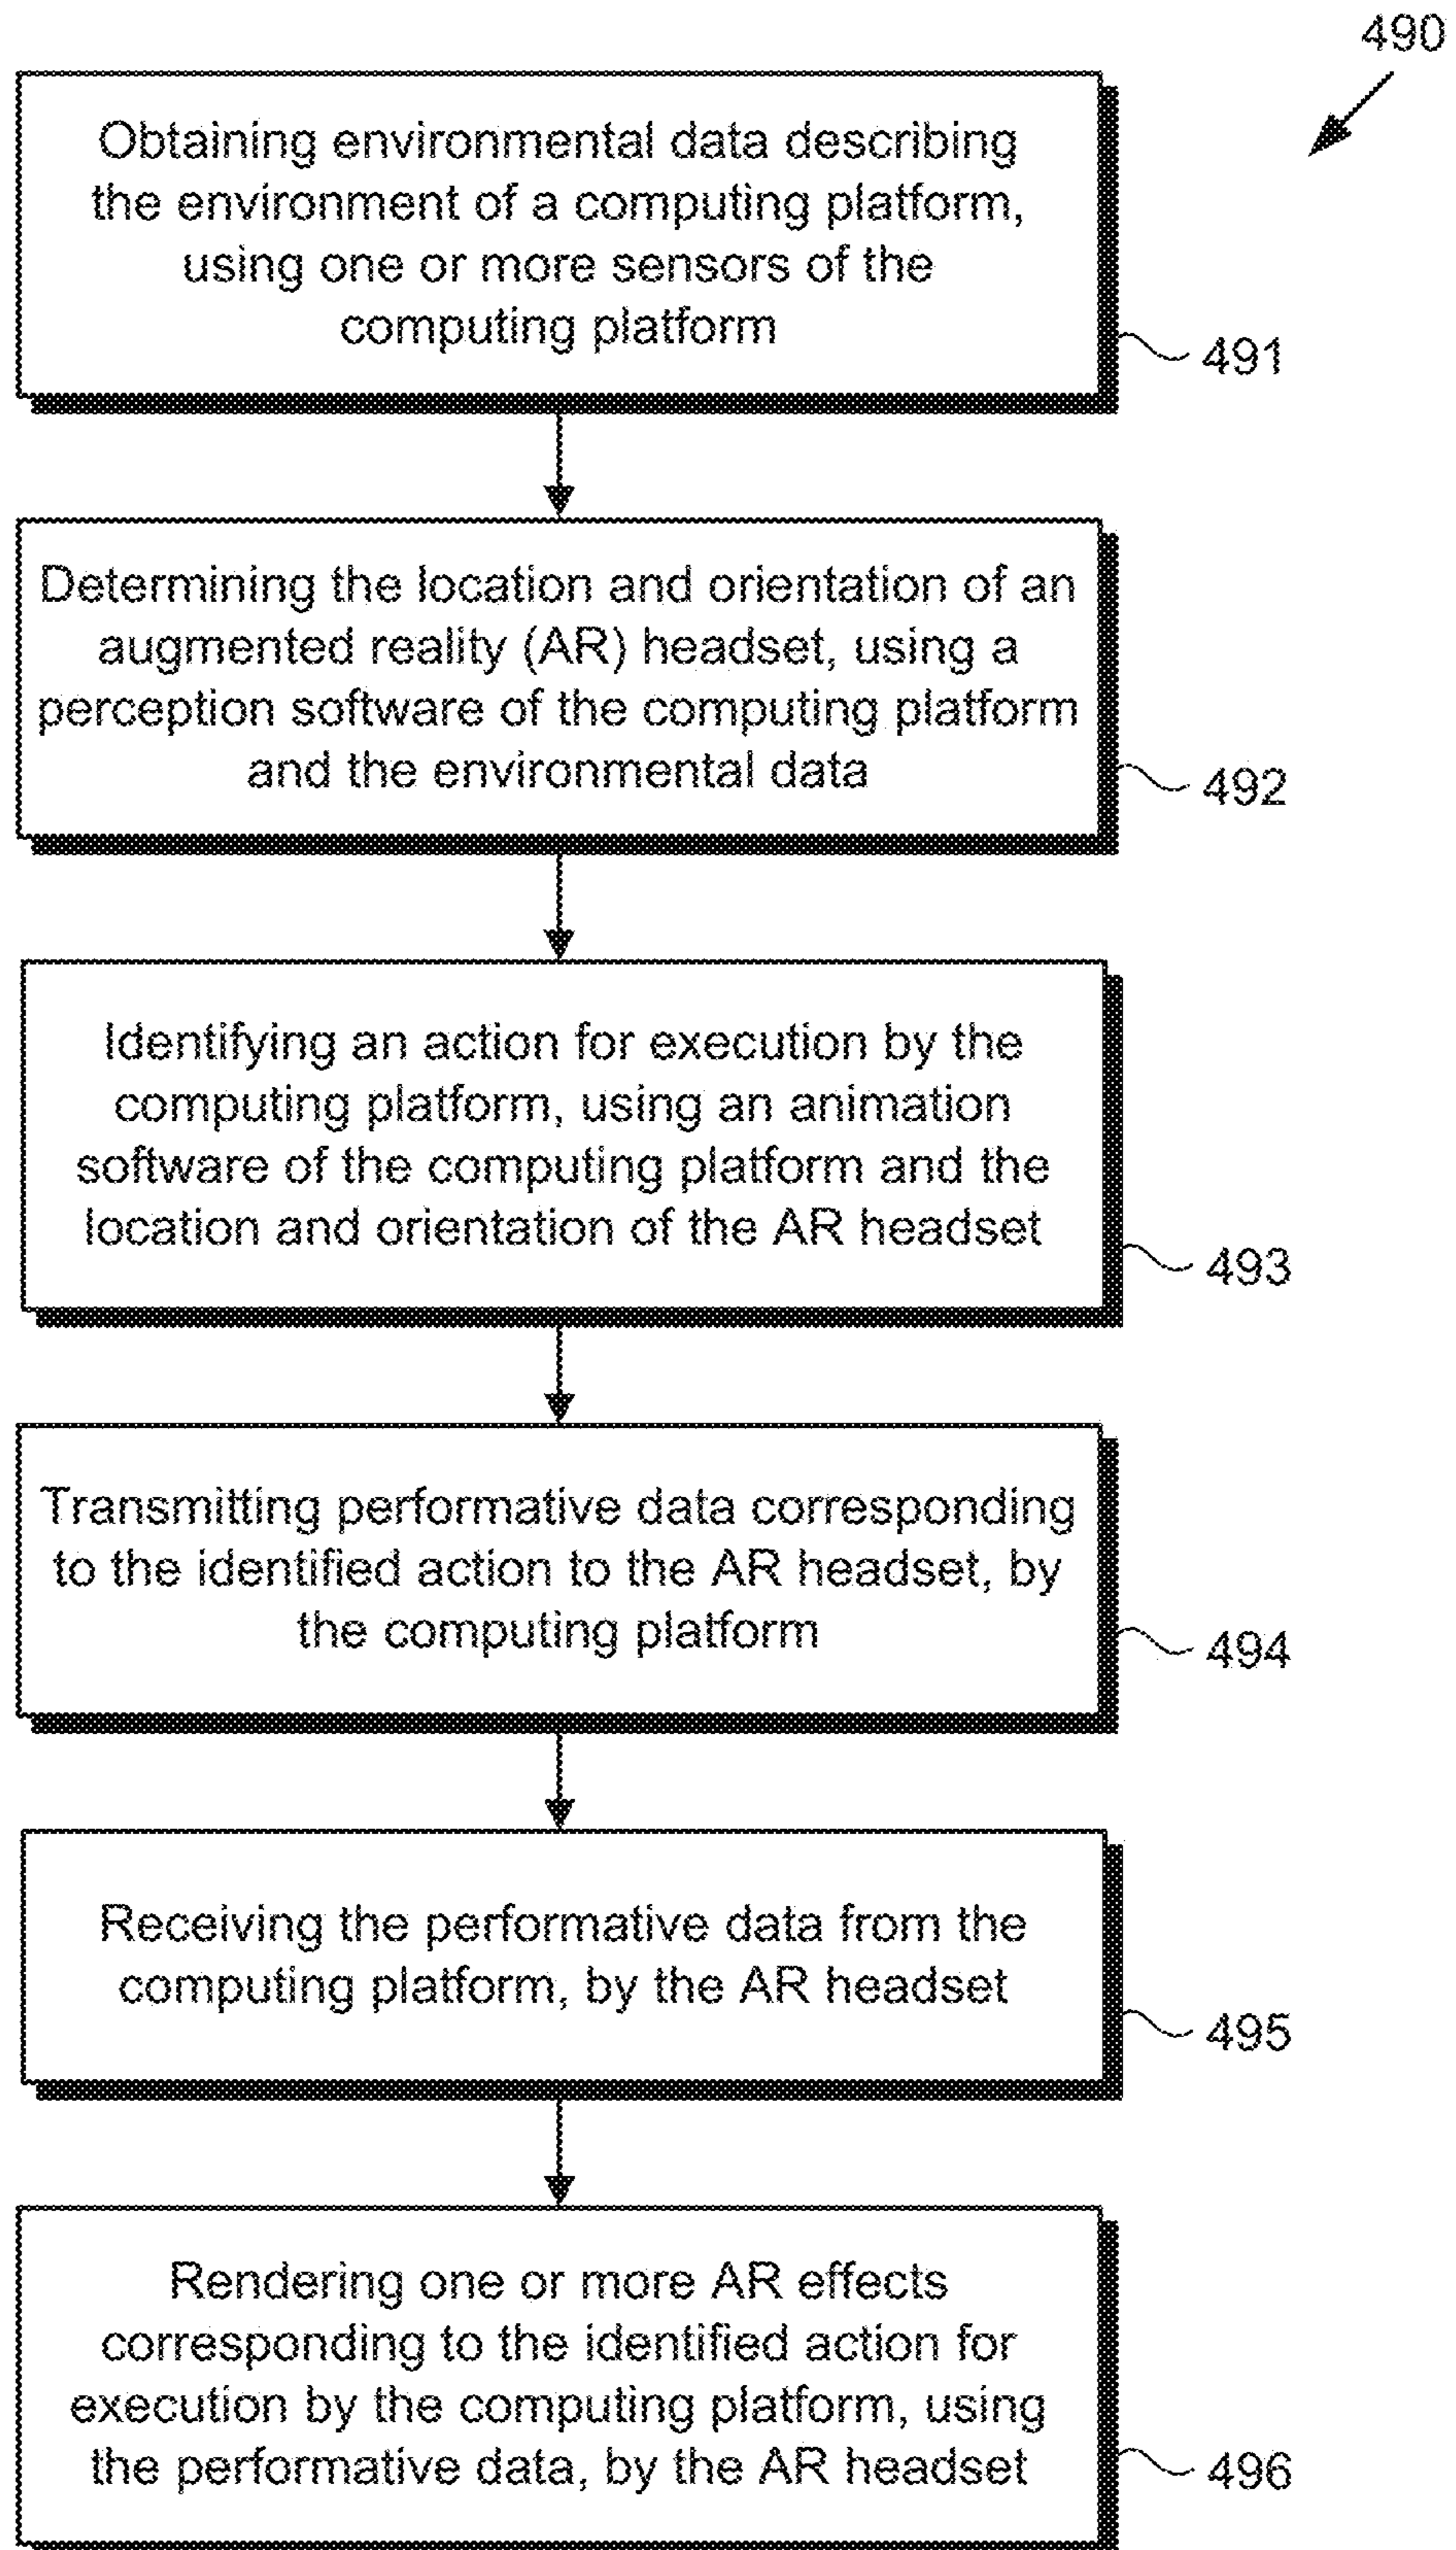 490
Obtaining environmental data describing
the environment of a computing platform,
using one or more sensors of the
computing platform
491
Determining the location and orientation of an
augmented reality (AR) headset, using a
perception software of the computing platform
and the environmental data
492
Identifying an action for execution by the
computing platform, using an animation
software of the computing platform and the
location and orientation of the AR headset
493
Transmitting performative data corresponding
to the identified action to the AR headset, by
the computing platform
494
Receiving the performative data from the
computing platform, by the AR headset
495
Rendering one or more AR effects
corresponding to the identified action for
execution by the computing platform, using
the performative data, by the AR headset
496